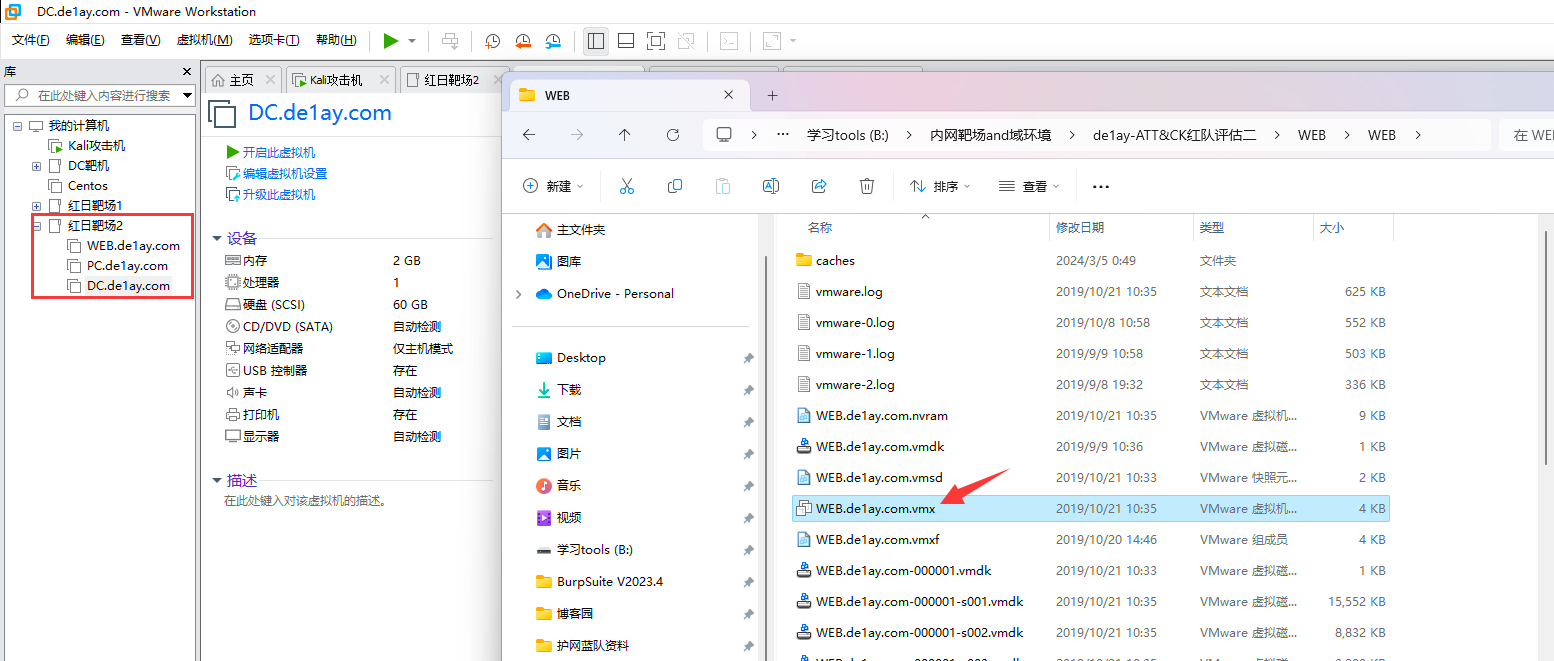 DC.de1ay.com - VMware Workstation
文件(F) 编辑(E) 查看(V) 虚拟机(M) 选项卡(T) 帮助(H)
库
在此处键入内容进行搜索
我的计算机
Kali攻击机
DC靶机
Centos
红日靶场1
红日靶场2
WEB.de1ay.com
PC.de1ay.com
DC.de1ay.com
主页
Kali攻击机
红日靶场2
DC.de1ay.com
开启此虚拟机
编辑虚拟机设置
升级此虚拟机
设备
内存 2 GB
处理器 1
硬盘 (SCSI) 60 GB
CD/DVD (SATA) 自动检测
网络适配器 仅主机模式
USB 控制器 存在
声卡 自动检测
打印机 存在
显示器 自动检测
描述
在此处键入对该虚拟机的描述。
WEB
学习tools (B:) 内网靶场and域环境 de1ay-ATT&CK红队评估二 WEB WEB
在 WE
新建 排序 查看
主文件夹
图库
OneDrive - Personal
Desktop
下载
文档
图片
音乐
视频
学习tools (B:)
BurpSuite V2023.4
博客园
护网蓝队资料
名称 修改日期 类型 大小
caches 2024/3/5 0:49 文件夹
vmware.log 2019/10/21 10:35 文本文档 625 KB
vmware-0.log 2019/10/8 10:58 文本文档 552 KB
vmware-1.log 2019/9/9 10:58 文本文档 503 KB
vmware-2.log 2019/9/8 19:32 文本文档 336 KB
WEB.de1ay.com.nvram 2019/10/21 10:35 VMware 虚拟机... 9 KB
WEB.de1ay.com.vmdk 2019/9/9 10:36 VMware 虚拟磁... 1 KB
WEB.de1ay.com.vmsd 2019/10/21 10:33 VMware 快照元... 2 KB
WEB.de1ay.com.vmx 2019/10/21 10:35 VMware 虚拟机... 4 KB
WEB.de1ay.com.vmxf 2019/10/20 14:46 VMware 组成员 4 KB
WEB.de1ay.com-000001.vmdk 2019/10/21 10:33 VMware 虚拟磁... 1 KB
WEB.de1ay.com-000001-s001.vmdk 2019/10/21 10:35 VMware 虚拟磁... 15,552 KB
WEB.de1ay.com-000001-s002.vmdk 2019/10/21 10:35 VMware 虚拟磁... 8,832 KB